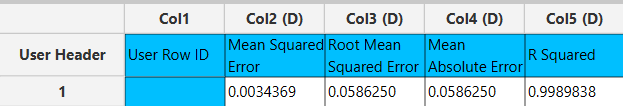 Col1 Col2 (D) Col3 (D) Col4 (D) Col5 (D)
User Header User Row ID Mean Squared Error Root Mean Squared Error Mean Absolute Error R Squared
1 0.0034369 0.0586250 0.0586250 0.9989838